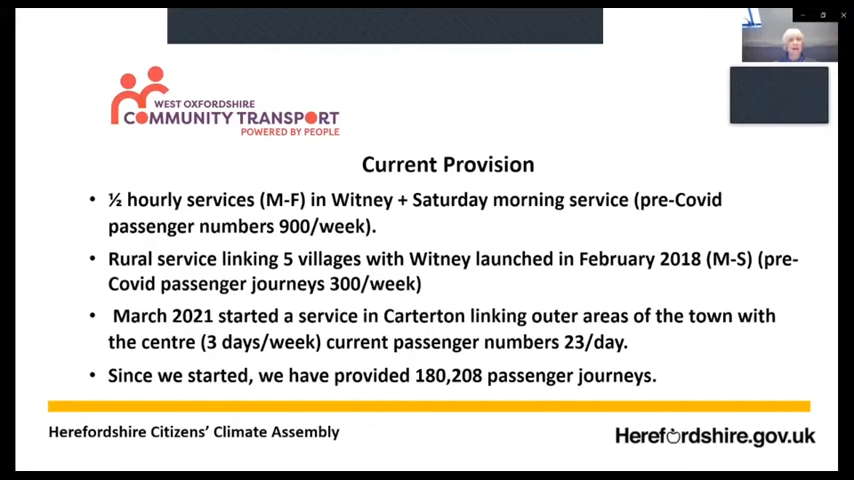 WEST OXFORDSHIRE
COMMUNITY TRANSPORT
POWERED BY PEOPLE
Current Provision
• ½ hourly services (M-F) in Witney + Saturday morning service (pre-Covid
passenger numbers 900/week).
• Rural service linking 5 villages with Witney launched in February 2018 (M-S) (pre-
Covid passenger journeys 300/week)
• March 2021 started a service in Carterton linking outer areas of the town with
the centre (3 days/week) current passenger numbers 23/day.
• Since we started, we have provided 180,208 passenger journeys.
Herefordshire Citizens’ Climate Assembly
Herefordshire.gov.uk